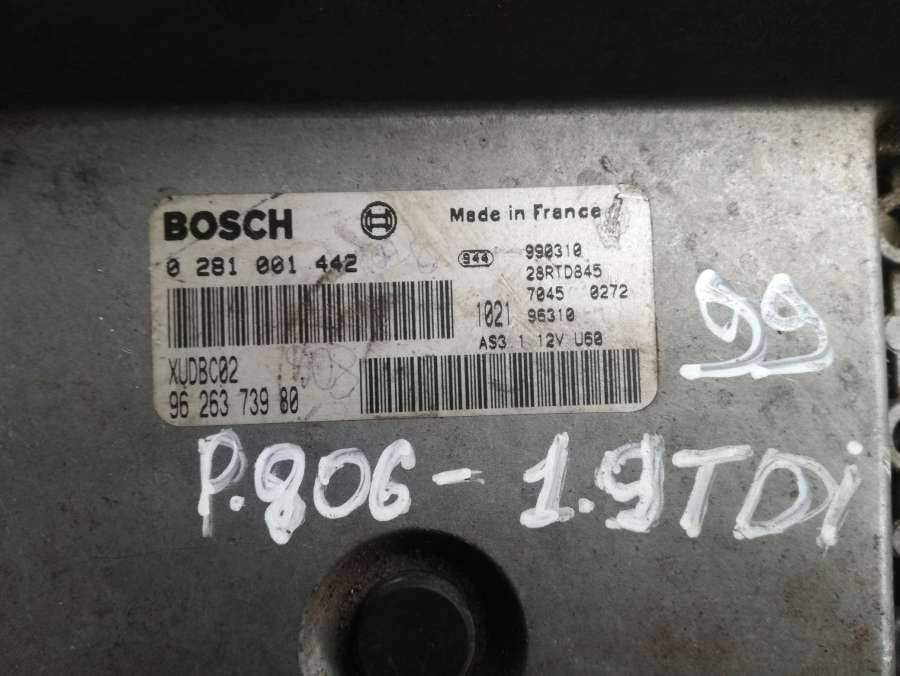 BOSCH
Made in France
0 281 001 442
944
990310
28RTD845
7045 0272
1021 96310
AS3.1 12V U60
XUDBC02
96 263 739 80
99
P.806-1.9TDi